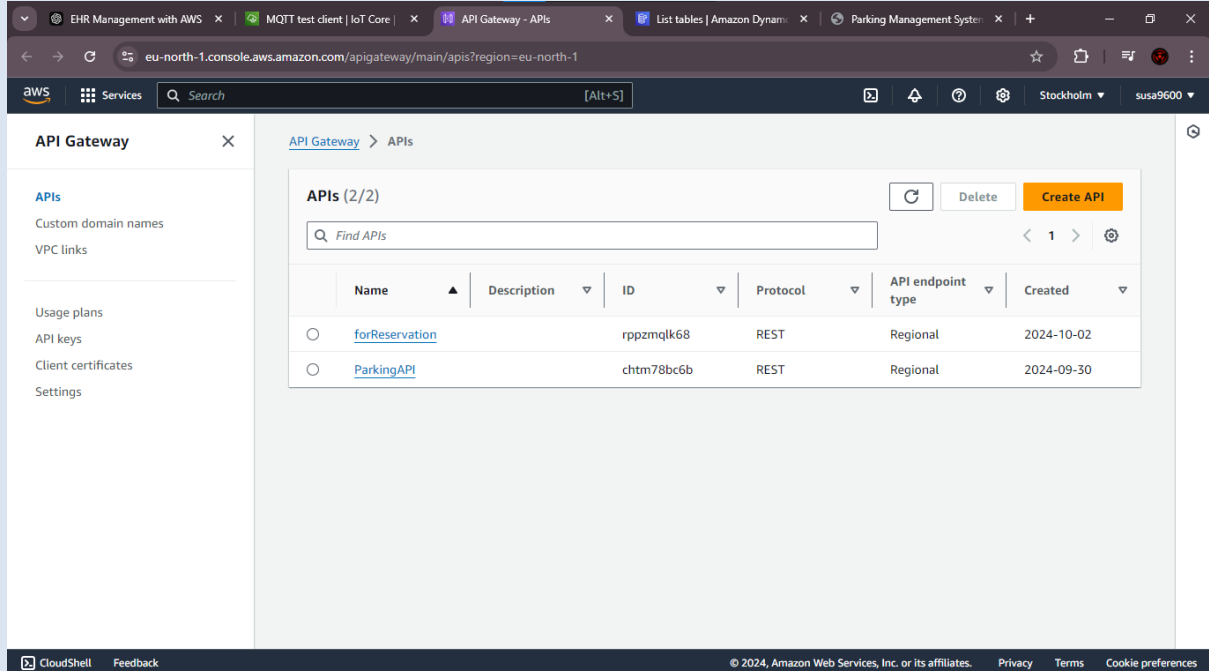 EHR Management with AWS
MQTT test client | IoT Core |
API Gateway - APIs
List tables | Amazon Dynam
Parking Management System
eu-north-1.console.aws.amazon.com/apigateway/main/apis?region=eu-north-1
aws Services Search [Alt+S] Stockholm susa9600
API Gateway
APIs
Custom domain names
VPC links
Usage plans
API keys
Client certificates
Settings
API Gateway > APIs
APIs (2/2)
Delete
Create API
Find APIs
1
Name Description ID Protocol API endpoint type Created
forReservation rppzmqlk68 REST Regional 2024-10-02
ParkingAPI chtm78bc6b REST Regional 2024-09-30
CloudShell Feedback © 2024, Amazon Web Services, Inc. or its affiliates. Privacy Terms Cookie preferences